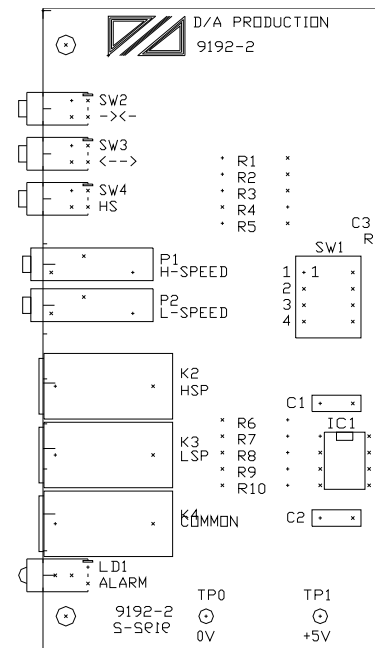 D/A PRODUCTION
9192-2
SW2
-><-
SW3
<-->
SW4
HS
R1
R2
R3
R4
R5
C3
R
SW1
1 1
2
3
4
P1
H-SPEED
P2
L-SPEED
K2
HSP
K3
LSP
K4
COMMON
C1
IC1
R6
R7
R8
R9
R10
C2
LD1
ALARM
TP0
0V
TP1
+5V
9192-2